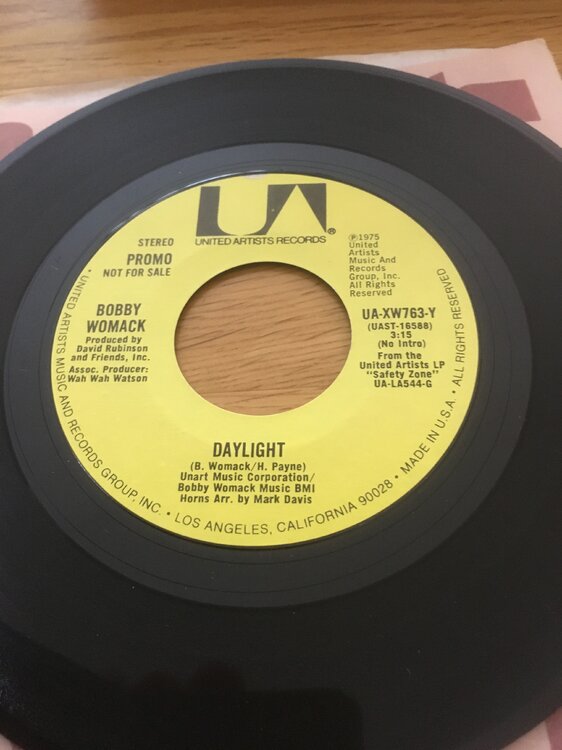 UA®
UNITED ARTISTS RECORDS
STEREO
PROMO
NOT FOR SALE
BOBBY
WOMACK
Produced by
David Rubinson
and Friends, Inc.
Assoc. Producer:
Wah Wah Watson
℗1975
United
Artists
Music And
Records
Group, Inc.
All Rights
Reserved
UA-XW763-Y
(UAST-16588)
3:15
(No Intro)
From the
United Artists LP
"Safety Zone"
UA-LA544-G
DAYLIGHT
(B. Womack/H. Payne)
Unart Music Corporation/
Bobby Womack Music BMI
Horns Arr. by Mark Davis
• UNITED ARTISTS MUSIC AND RECORDS GROUP, INC. • LOS ANGELES, CALIFORNIA 90028 • MADE IN U.S.A. • ALL RIGHTS RESERVED